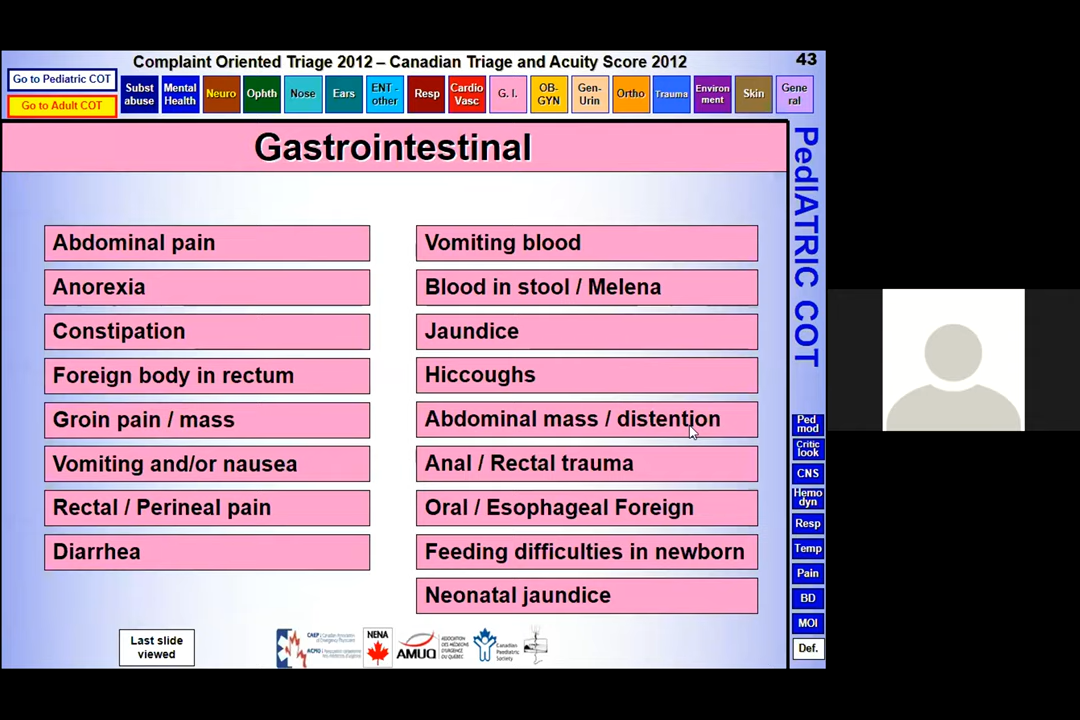 Complaint Oriented Triage 2012 – Canadian Triage and Acuity Score 2012
43
Go to Pediatric COT
Go to Adult COT
Subst
abuse
Mental
Health
Neuro
Ophth
Nose
Ears
ENT -
other
Resp
Cardio
Vasc
G. I.
OB-
GYN
Gen-
Urin
Ortho
Trauma
Environ
ment
Skin
Gene
ral
Gastrointestinal
Abdominal pain
Anorexia
Constipation
Foreign body in rectum
Groin pain / mass
Vomiting and/or nausea
Rectal / Perineal pain
Diarrhea
Vomiting blood
Blood in stool / Melena
Jaundice
Hiccoughs
Abdominal mass / distention
Anal / Rectal trauma
Oral / Esophageal Foreign
Feeding difficulties in newborn
Neonatal jaundice
PedIATRIC COT
Ped
mod
Critic
look
CNS
Hemo
dyn
Resp
Temp
Pain
BD
MOI
Def.
Last slide
viewed
CAEP
ACMU
NENA
AMUQ
Canadian
Paediatric
Society